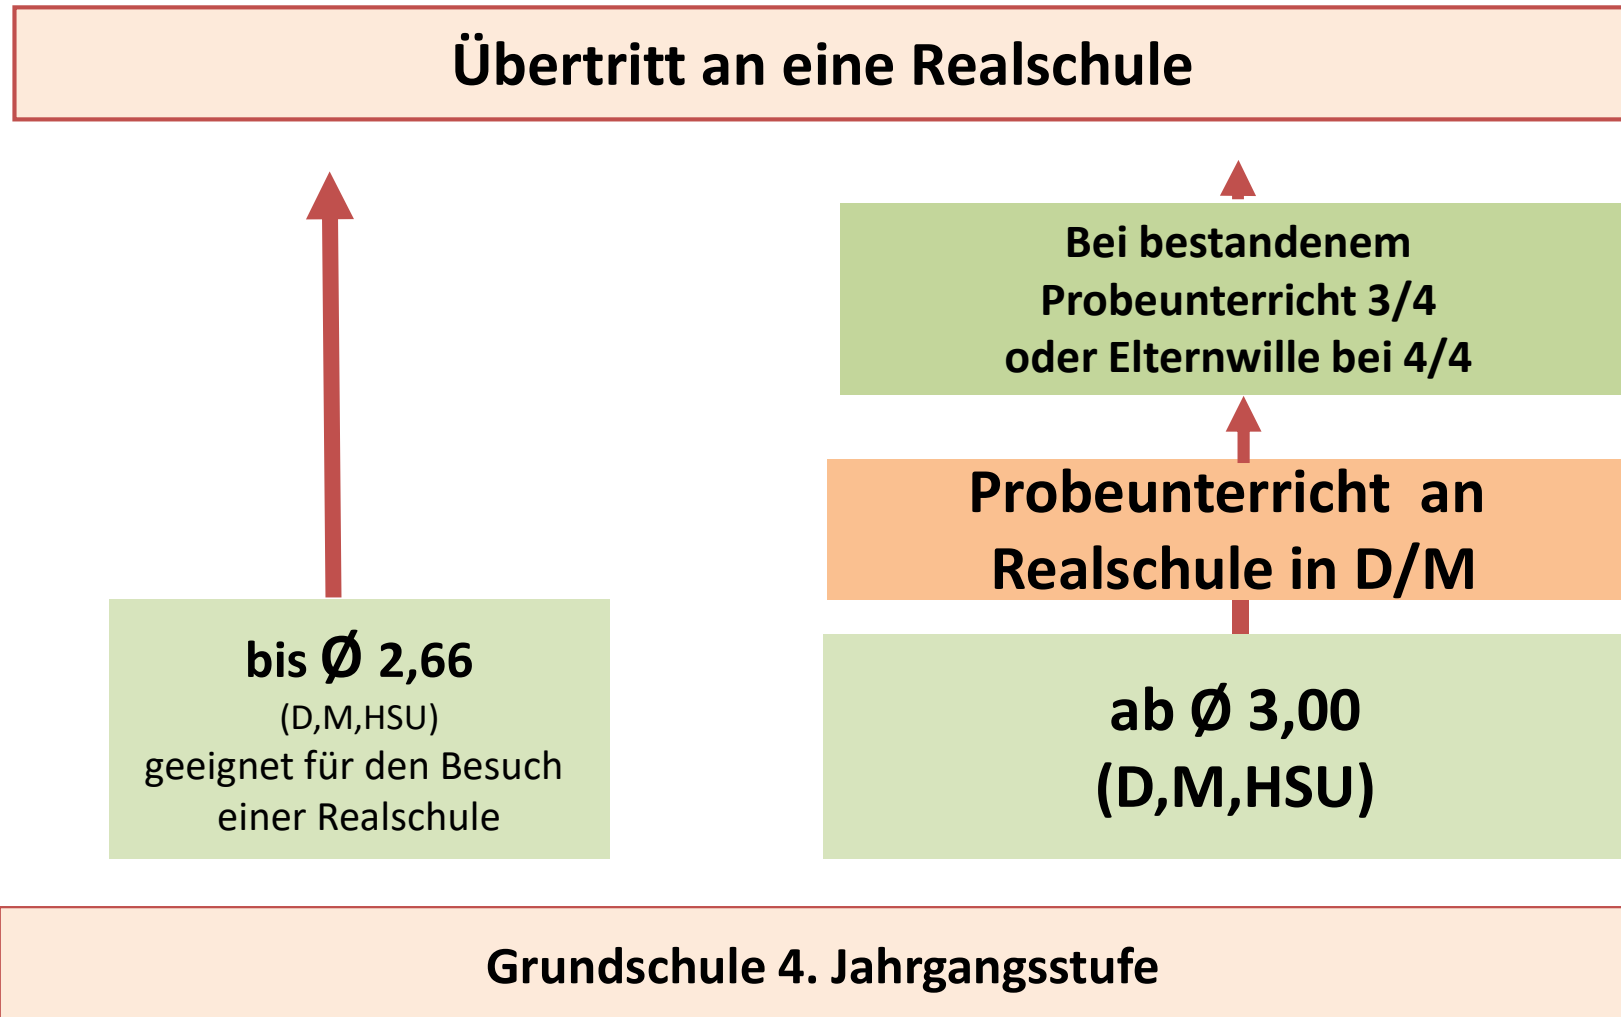 Übertritt an eine Realschule
Bei bestandenem
Probeunterricht 3/4
oder Elternwille bei 4/4
Probeunterricht an
Realschule in D/M
bis Ø 2,66
(D,M,HSU)
geeignet für den Besuch
einer Realschule
ab Ø 3,00
(D,M,HSU)
Grundschule 4. Jahrgangsstufe